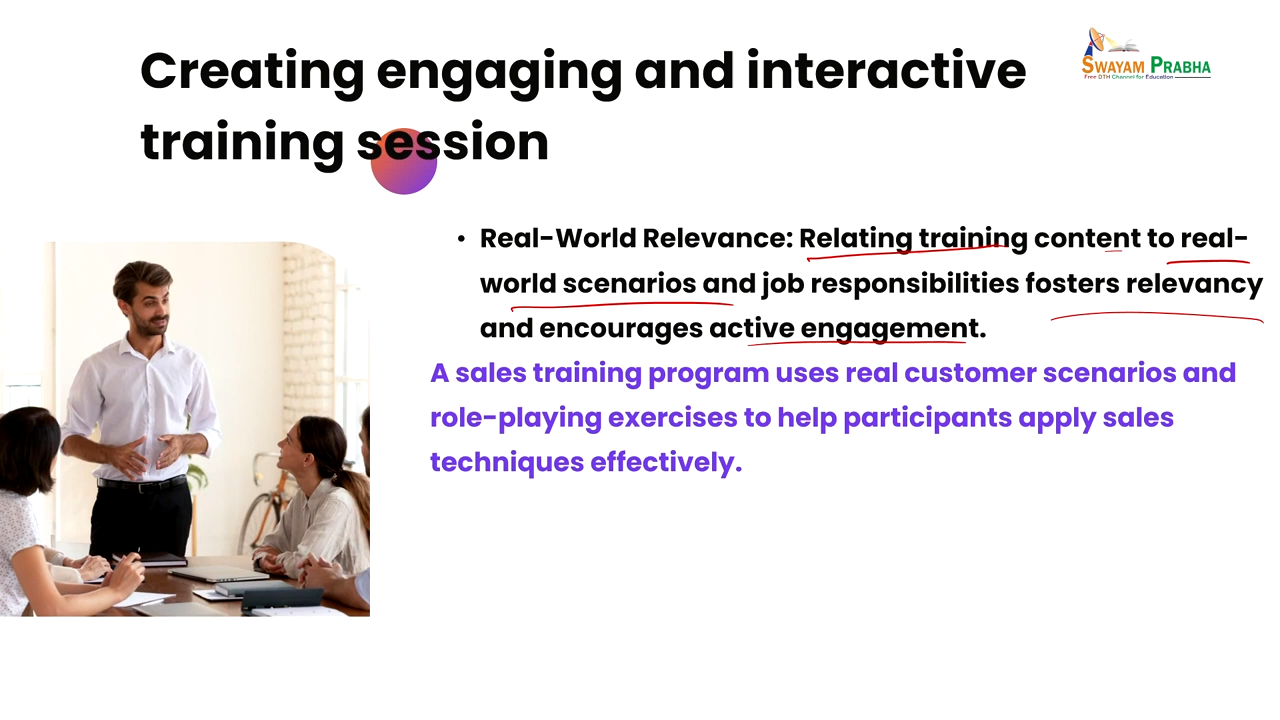 Creating engaging and interactive
training session
SWAYAM PRABHA
Free DTH Channel for Education
• Real-World Relevance: Relating training content to real-
world scenarios and job responsibilities fosters relevancy
and encourages active engagement.
A sales training program uses real customer scenarios and
role-playing exercises to help participants apply sales
techniques effectively.